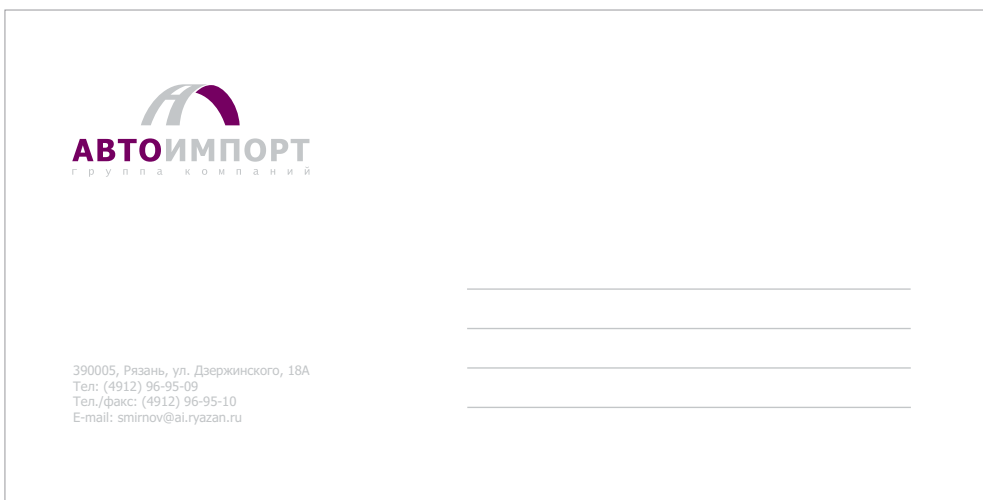 АВТОИМПОРТ
группа компаний
390005, Рязань, ул. Дзержинского, 18А
Тел: (4912) 96-95-09
Тел./факс: (4912) 96-95-10
E-mail: smirnov@ai.ryazan.ru